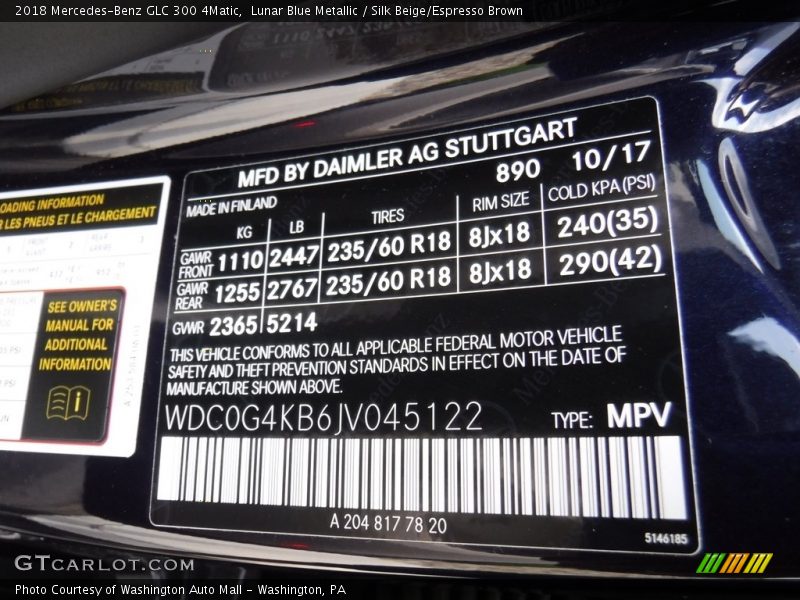 2018 Mercedes-Benz GLC 300 4Matic,  Lunar Blue Metallic / Silk Beige/Espresso Brown
OADING INFORMATION
R LES PNEUS ET LE CHARGEMENT
SEE OWNER'S
MANUAL FOR
ADDITIONAL
INFORMATION
MFD BY DAIMLER AG STUTTGART
890 10/17
MADE IN FINLAND
KG LB TIRES RIM SIZE COLD KPA (PSI)
GAWR FRONT 1110 2447 235/60 R18 8Jx18 240(35)
GAWR REAR 1255 2767 235/60 R18 8Jx18 290(42)
GVWR 2365 5214
THIS VEHICLE CONFORMS TO ALL APPLICABLE FEDERAL MOTOR VEHICLE
SAFETY AND THEFT PREVENTION STANDARDS IN EFFECT ON THE DATE OF
MANUFACTURE SHOWN ABOVE.
WDC0G4KB6JV045122 TYPE: MPV
A 204 817 78 20
5146185
GTCARLOT.COM
Photo Courtesy of Washington Auto Mall - Washington, PA